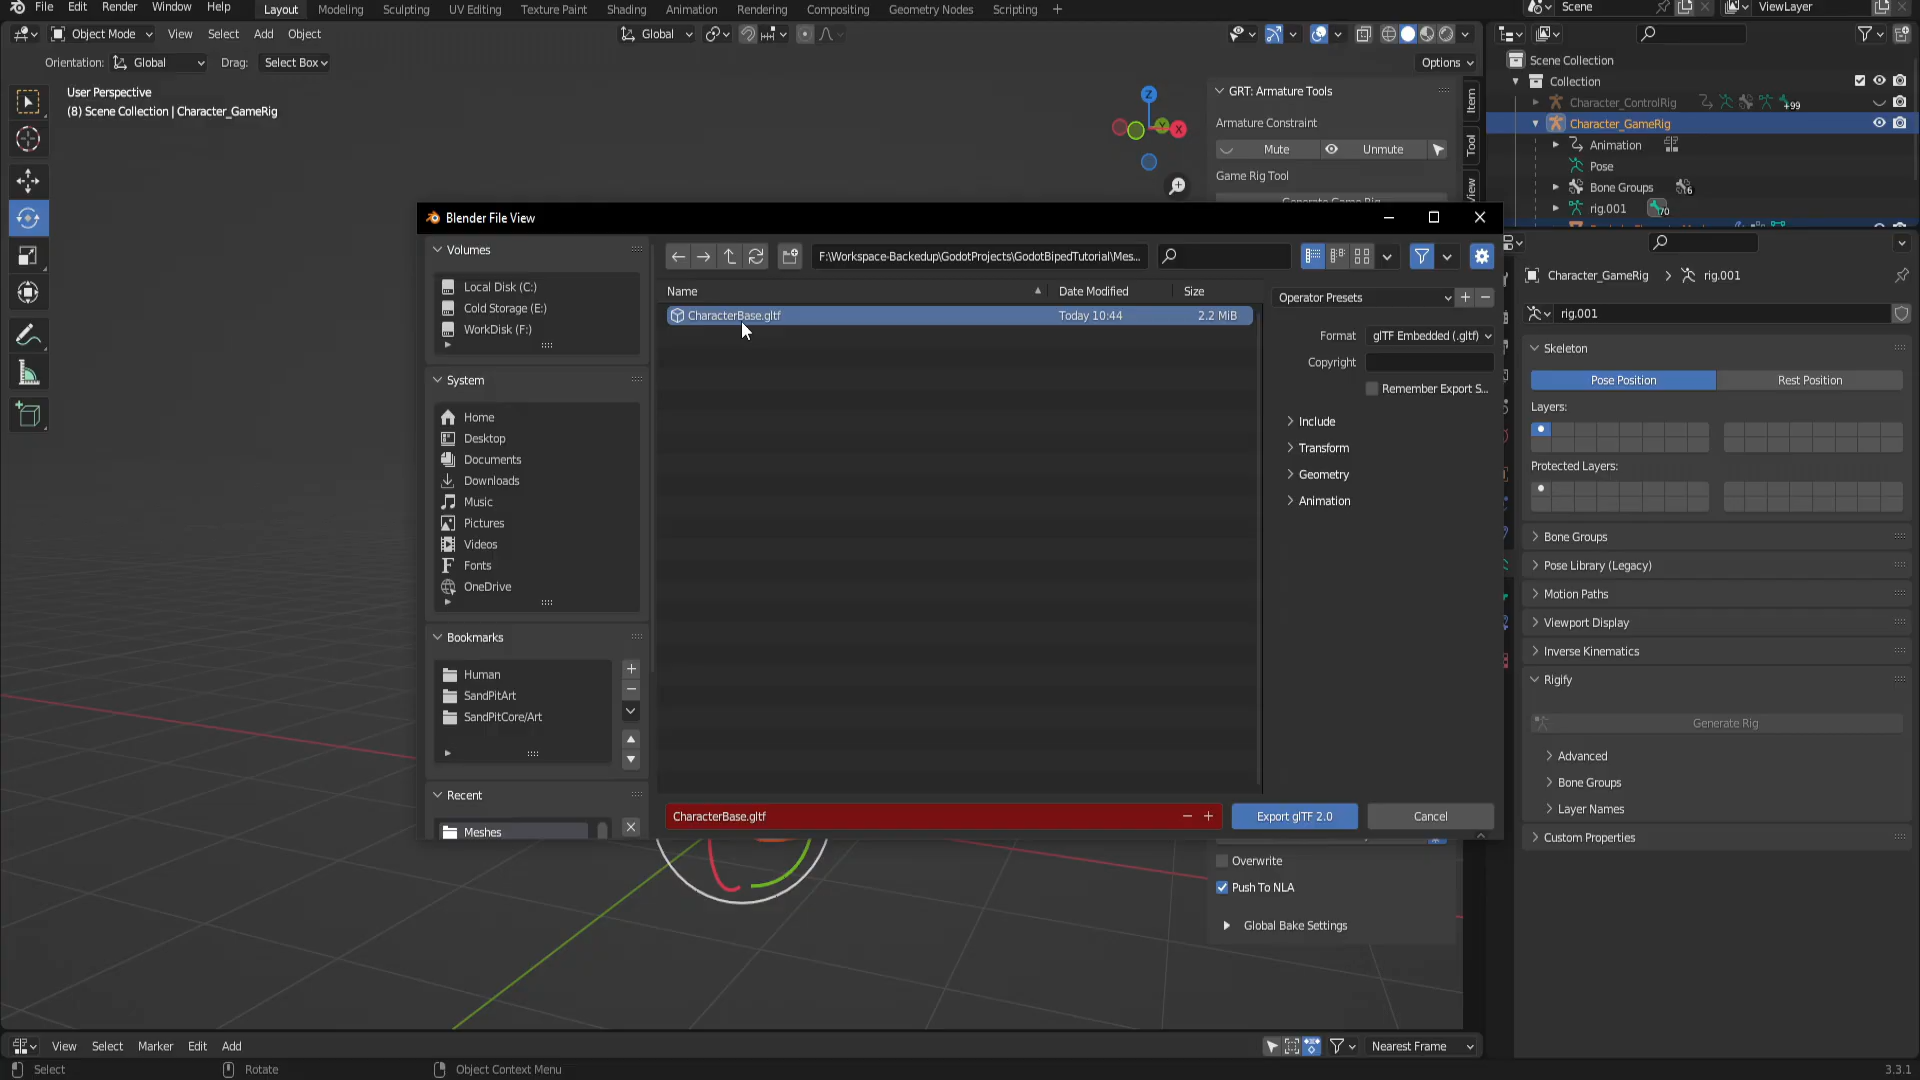 File Edit Render Window Help Layout Modeling Sculpting UV Editing Texture Paint Shading Animation Rendering Compositing Geometry Nodes Scripting + Scene ViewLayer
Object Mode View Select Add Object Global Options
Orientation: Global Drag: Select Box
User Perspective
(8) Scene Collection | Character_GameRig
Z
X
GRT: Armature Tools
Armature Constraint
Mute Unmute
Game Rig Tool
Item
Tool
View
Scene Collection
Collection
Character_ControlRig +99
Character_GameRig
Animation
Pose
Bone Groups 6
rig.001 70
Blender File View
Volumes
Local Disk (C:)
Cold Storage (E:)
WorkDisk (F:)
System
Home
Desktop
Documents
Downloads
Music
Pictures
Videos
Fonts
OneDrive
Bookmarks
Human
SandPitArt
SandPitCore/Art
Recent
Meshes
F:\Workspace-Backedup\GodotProjects\GodotBipedTutorial\Mes...
Name Date Modified Size
CharacterBase.gltf Today 10:44 2.2 MiB
Operator Presets
Format glTF Embedded (.gltf)
Copyright
Remember Export S...
Include
Transform
Geometry
Animation
CharacterBase.gltf
Export glTF 2.0
Cancel
Overwrite
Push To NLA
Global Bake Settings
Character_GameRig > rig.001
rig.001
Skeleton
Pose Position Rest Position
Layers:
Protected Layers:
Bone Groups
Pose Library (Legacy)
Motion Paths
Viewport Display
Inverse Kinematics
Rigify
Generate Rig
Advanced
Bone Groups
Layer Names
Custom Properties
View Select Marker Edit Add Nearest Frame
Select Rotate Object Context Menu 3.3.1